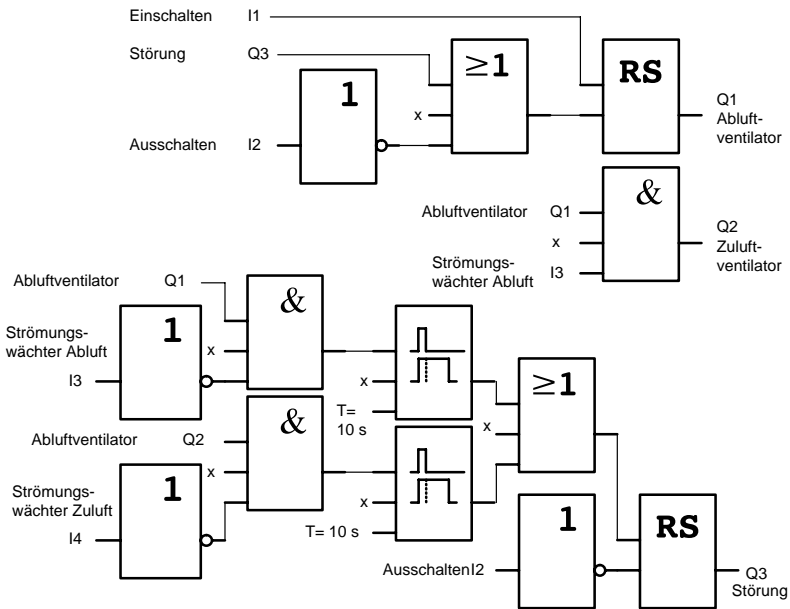 Einschalten I1
Störung Q3
≥1
RS
1
x
Q1
Abluft-
ventilator
Ausschalten I2
&
Abluftventilator Q1
x
Q2
Zuluft-
ventilator
Strömungs-
wächter Abluft
I3
Abluftventilator Q1
&
Strömungs-
wächter Abluft
1
x
I3
x
T=
10 s
≥1
&
Abluftventilator Q2
x
x
Strömungs-
wächter Zuluft
1
x
I4
T= 10 s
1
RS
AusschaltenI2
Q3
Störung